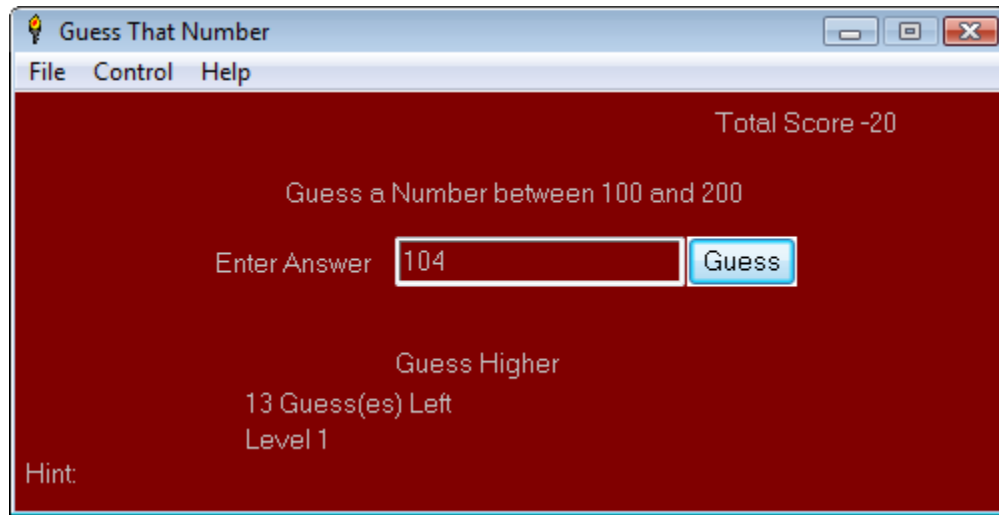 Guess That Number
File Control Help
Total Score -20
Guess a Number between 100 and 200
Enter Answer 104 Guess
Guess Higher
13 Guess(es) Left
Level 1
Hint: